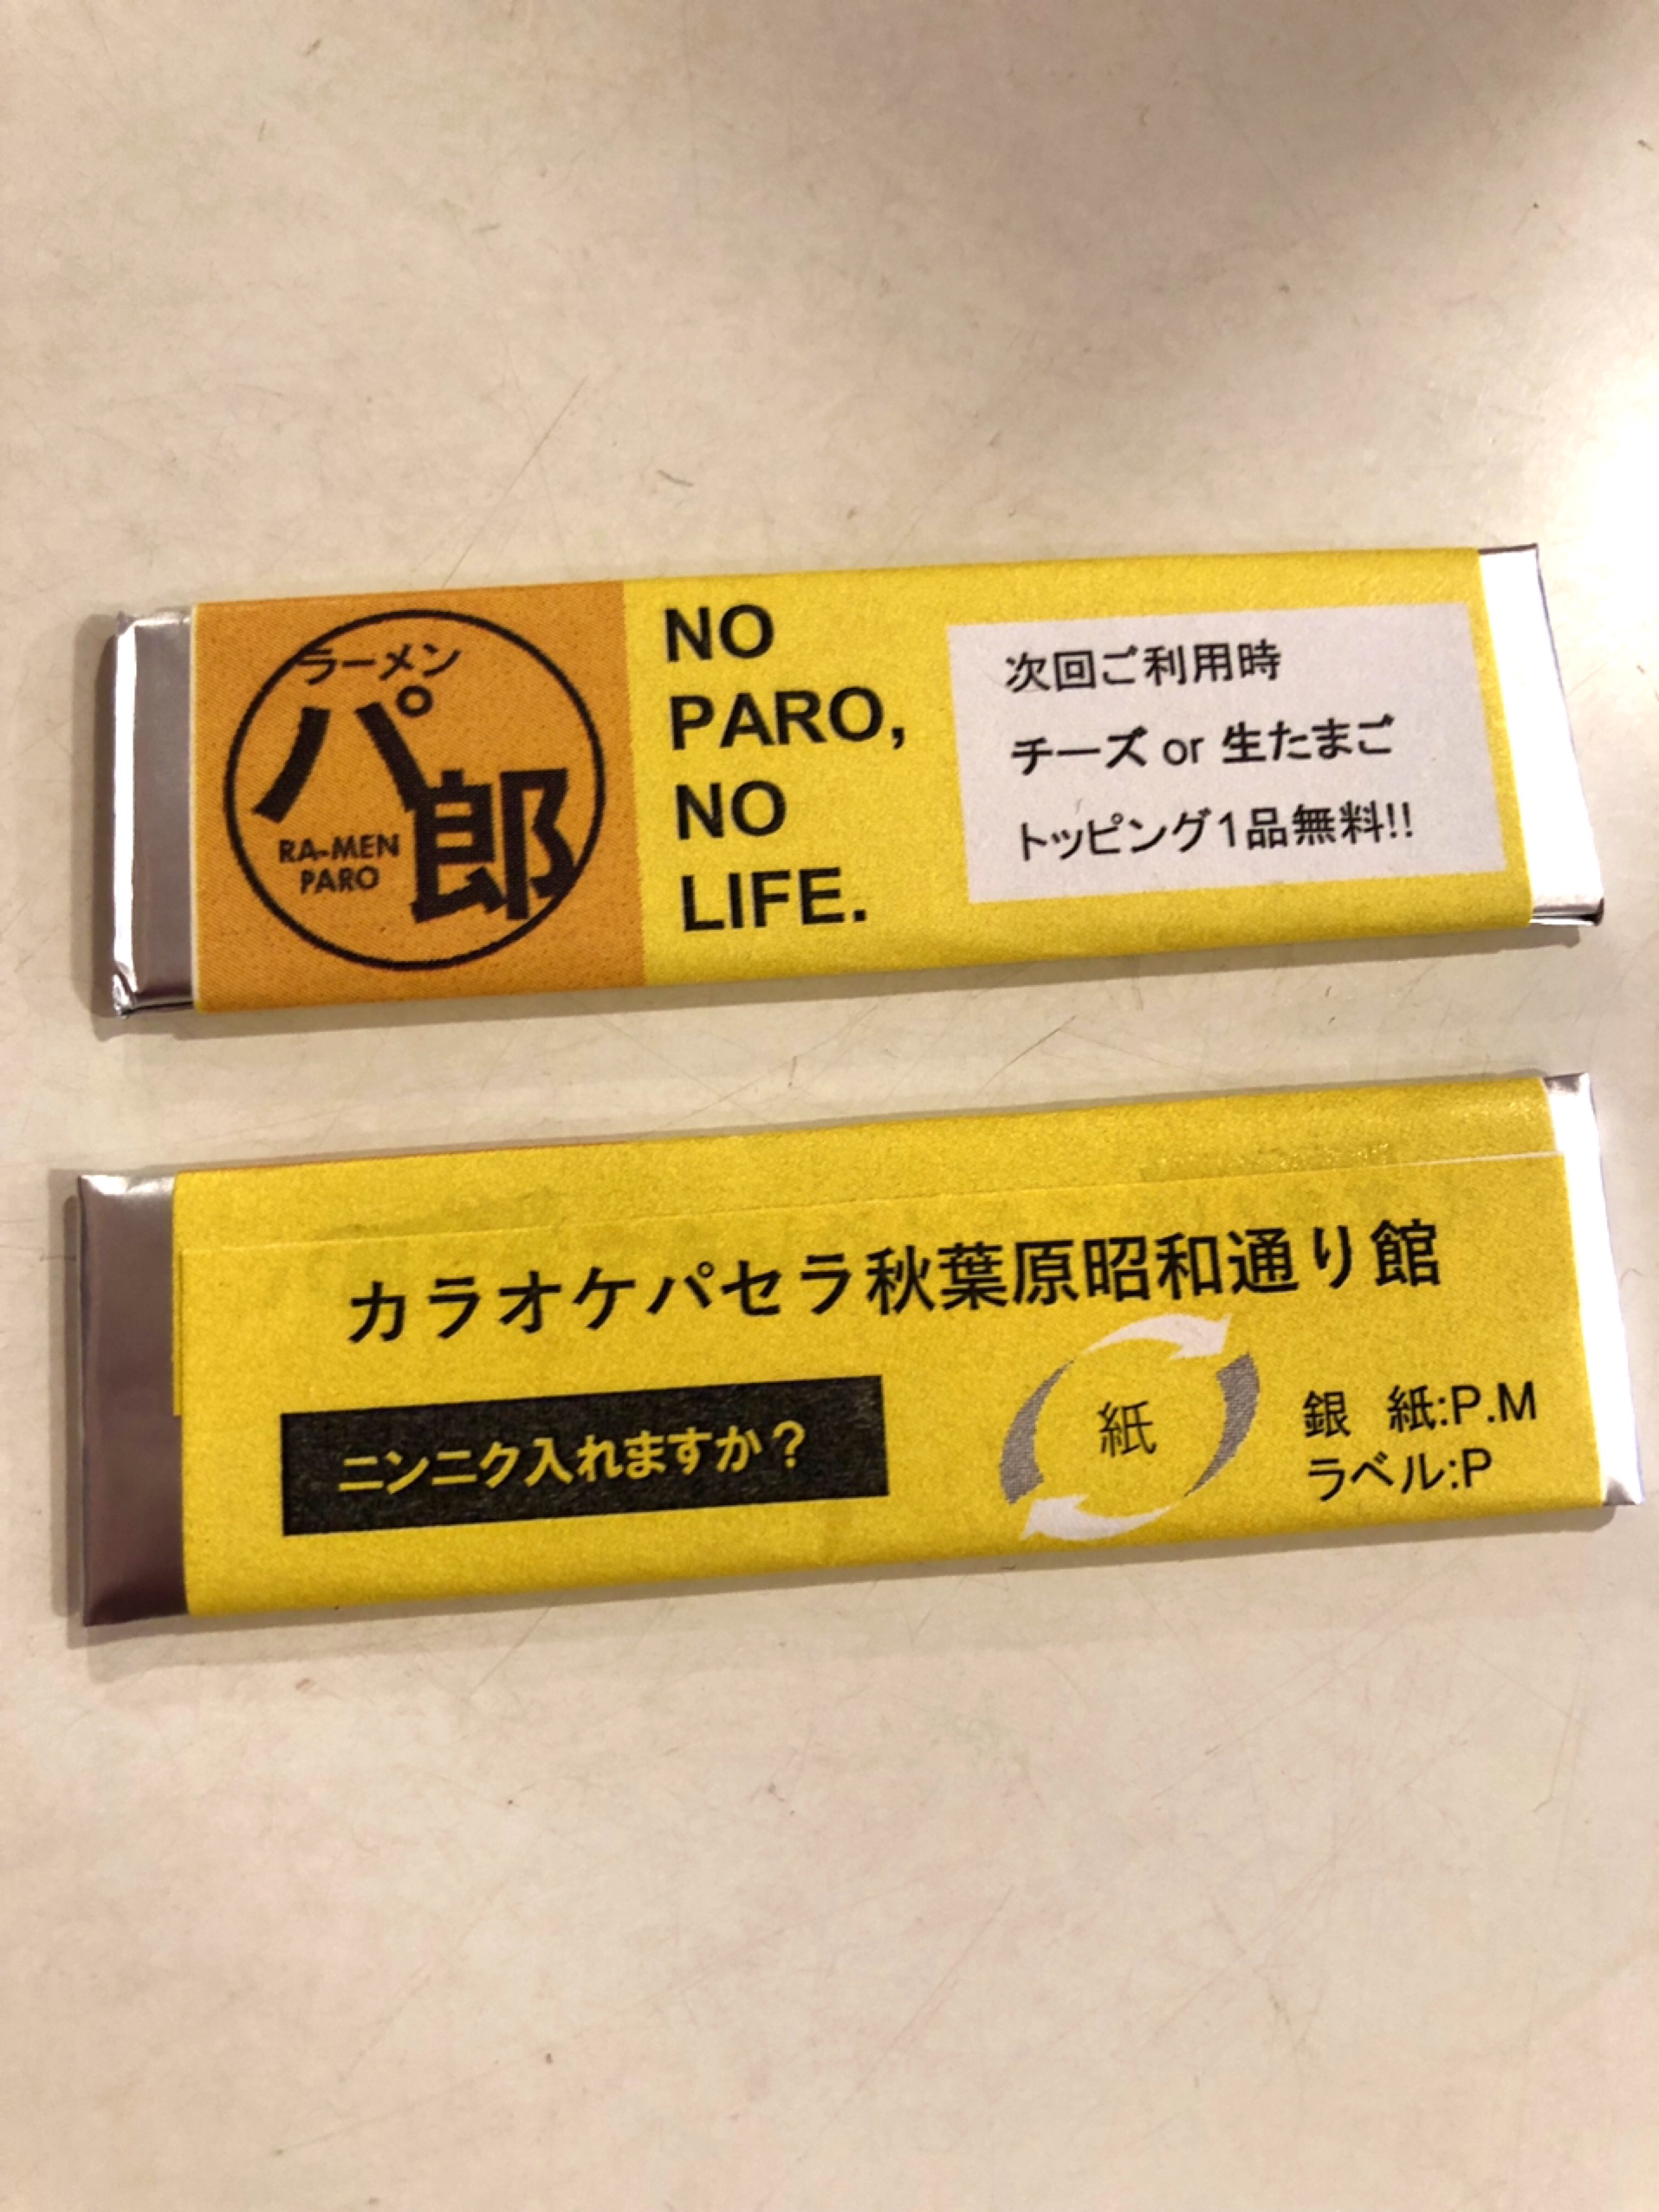 ラーメン
パ郎
RA-MEN
PARO
NO
PARO,
NO
LIFE.
次回ご利用時
チーズ or 生たまご
トッピング1品無料!!
カラオケパセラ秋葉原昭和通り館
ニンニク入れますか？
紙
銀　紙:P.M
ラベル:P